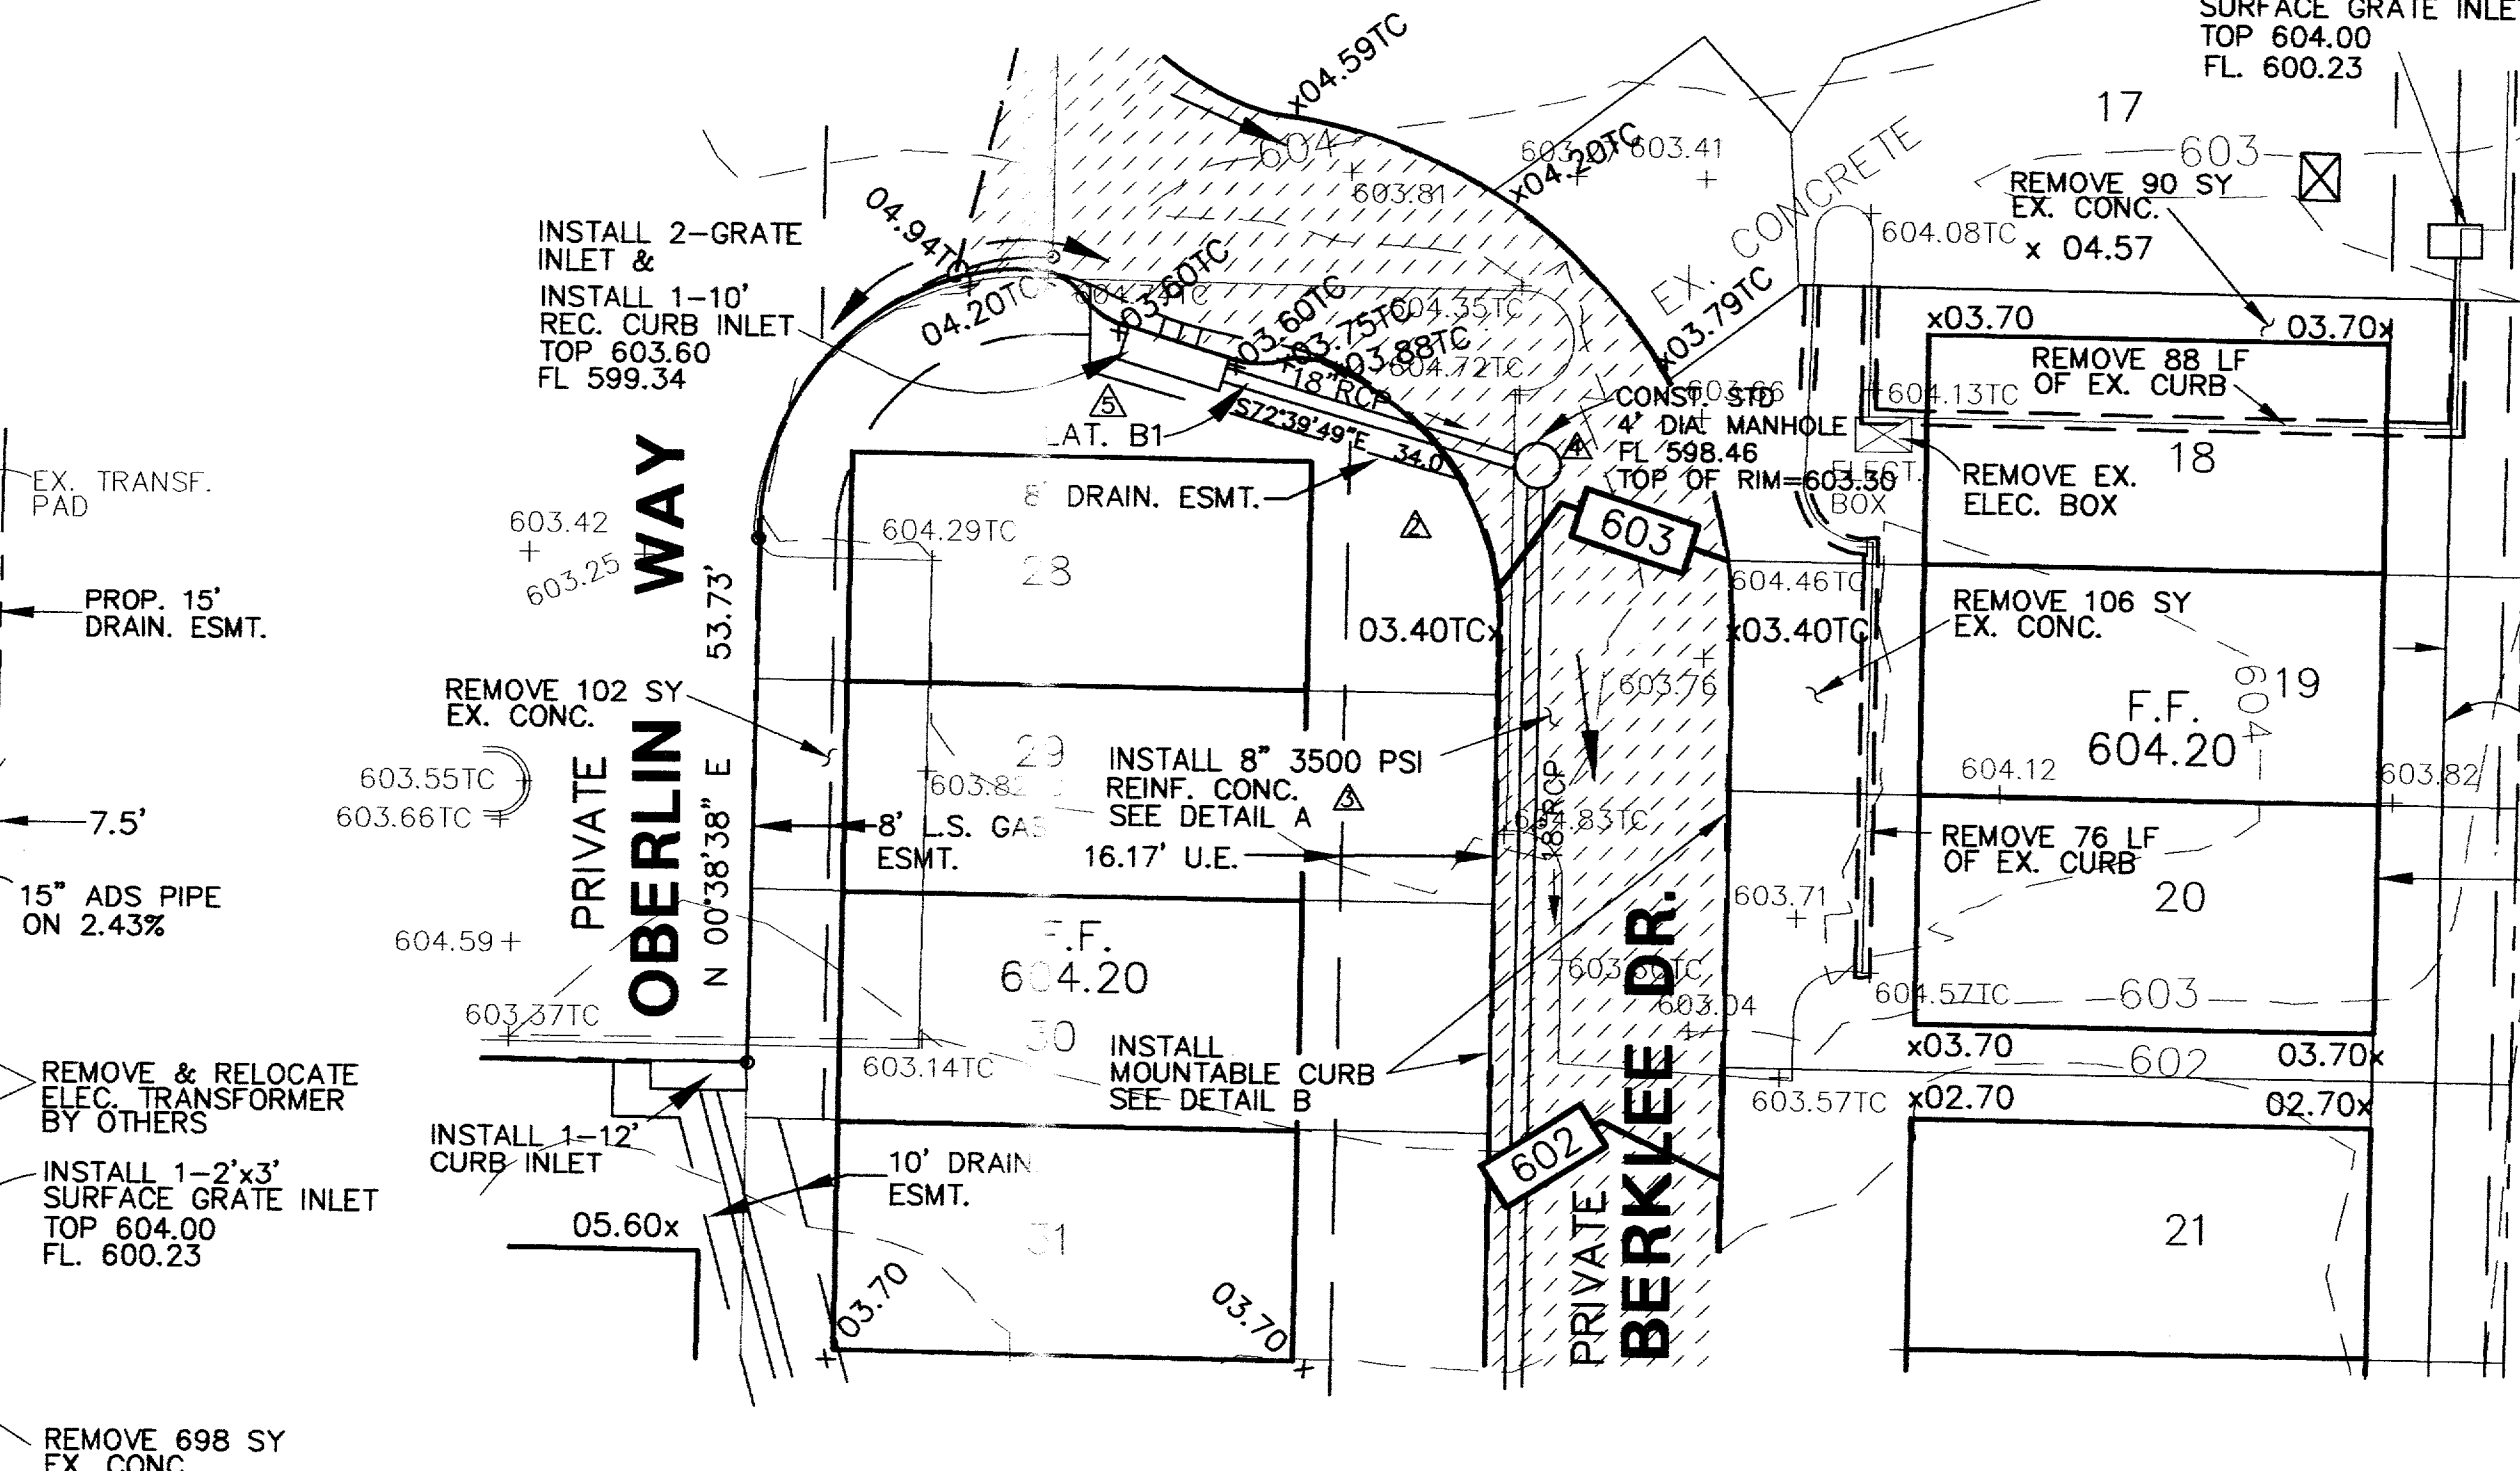 SURFACE GRATE INLE
TOP 604.00
FL. 600.23
x04.59TC
604
603.81
x04.20TC
603.41
17
603
REMOVE 90 SY
EX. CONC.
EX. CONCRETE
604.08TC
x 04.57
INSTALL 2-GRATE
INLET &
INSTALL 1-10'
REC. CURB INLET
TOP 603.60
FL 599.34
04.94TC
04.20TC
03.60TC
03.60TC
03.75TC
03.88TC
604.35TC
604.72TC
x03.79TC
x03.70
03.70x
REMOVE 88 LF
OF EX. CURB
604.13TC
18"RCP
S72°39'49"E 34.0
5
LAT. B1
CONST. STD
4' DIA. MANHOLE
FL 598.46
TOP OF RIM=603.30
4
ELECT.
BOX
REMOVE EX.
ELEC. BOX
18
EX. TRANSF.
PAD
8' DRAIN. ESMT.
2
603
603.42
603.25
604.29TC
28
604.46TC
PROP. 15'
DRAIN. ESMT.
03.40TCx
x03.40TC
REMOVE 106 SY
EX. CONC.
603.76
604
19
F.F.
604.20
REMOVE 102 SY
EX. CONC.
29
INSTALL 8" 3500 PSI
REINF. CONC.
SEE DETAIL A
3
603.55TC
603.66TC
604.12
603.82
7.5'
8' L.S. GAS
ESMT.
16.17' U.E.
18"RCP
REMOVE 76 LF
OF EX. CURB
15" ADS PIPE
ON 2.43%
PRIVATE
OBERLIN WAY
N 00°38'38" E 53.73'
603.71
20
604.59
F.F.
604.20
603.04
604.57TC
603
603.37TC
30
603.14TC
INSTALL
MOUNTABLE CURB
SEE DETAIL B
x03.70
03.70x
602
603.57TC
x02.70
02.70x
REMOVE & RELOCATE
ELEC. TRANSFORMER
BY OTHERS
INSTALL 1-12'
CURB INLET
10' DRAIN
ESMT.
602
PRIVATE
BERKLEE DR.
INSTALL 1-2'x3'
SURFACE GRATE INLET
TOP 604.00
FL. 600.23
05.60x
31
21
03.70
03.70
REMOVE 698 SY
EX. CONC